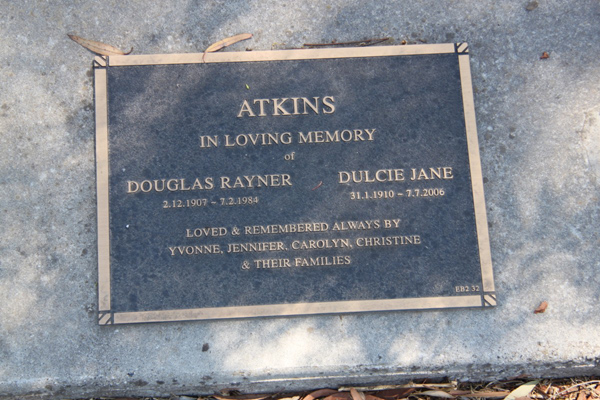 ATKINS
IN LOVING MEMORY
of
DOUGLAS RAYNER DULCIE JANE
2.12.1907 – 7.2.1984 31.1.1910 – 7.7.2006
LOVED & REMEMBERED ALWAYS BY
YVONNE, JENNIFER, CAROLYN, CHRISTINE
& THEIR FAMILIES
EB2 32